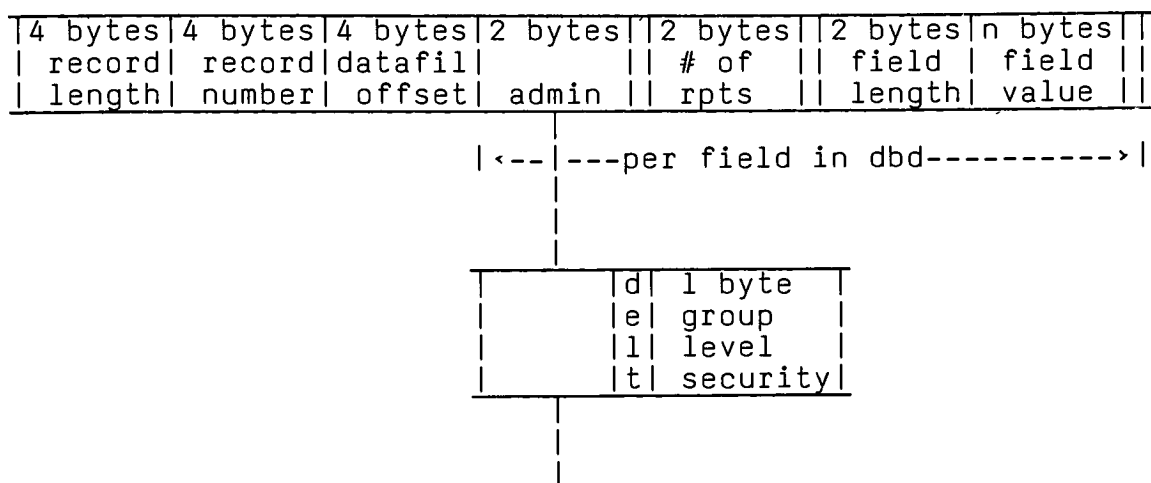 |4 bytes|4 bytes|4 bytes|2 bytes||2 bytes||2 bytes|n bytes||
| record| record|datafil|       || # of  || field | field ||
| length| number| offset| admin || rpts  || length| value ||
|<--|---per field in dbd---------->|
|d| 1 byte |
|e| group |
|l| level |
|t| security|